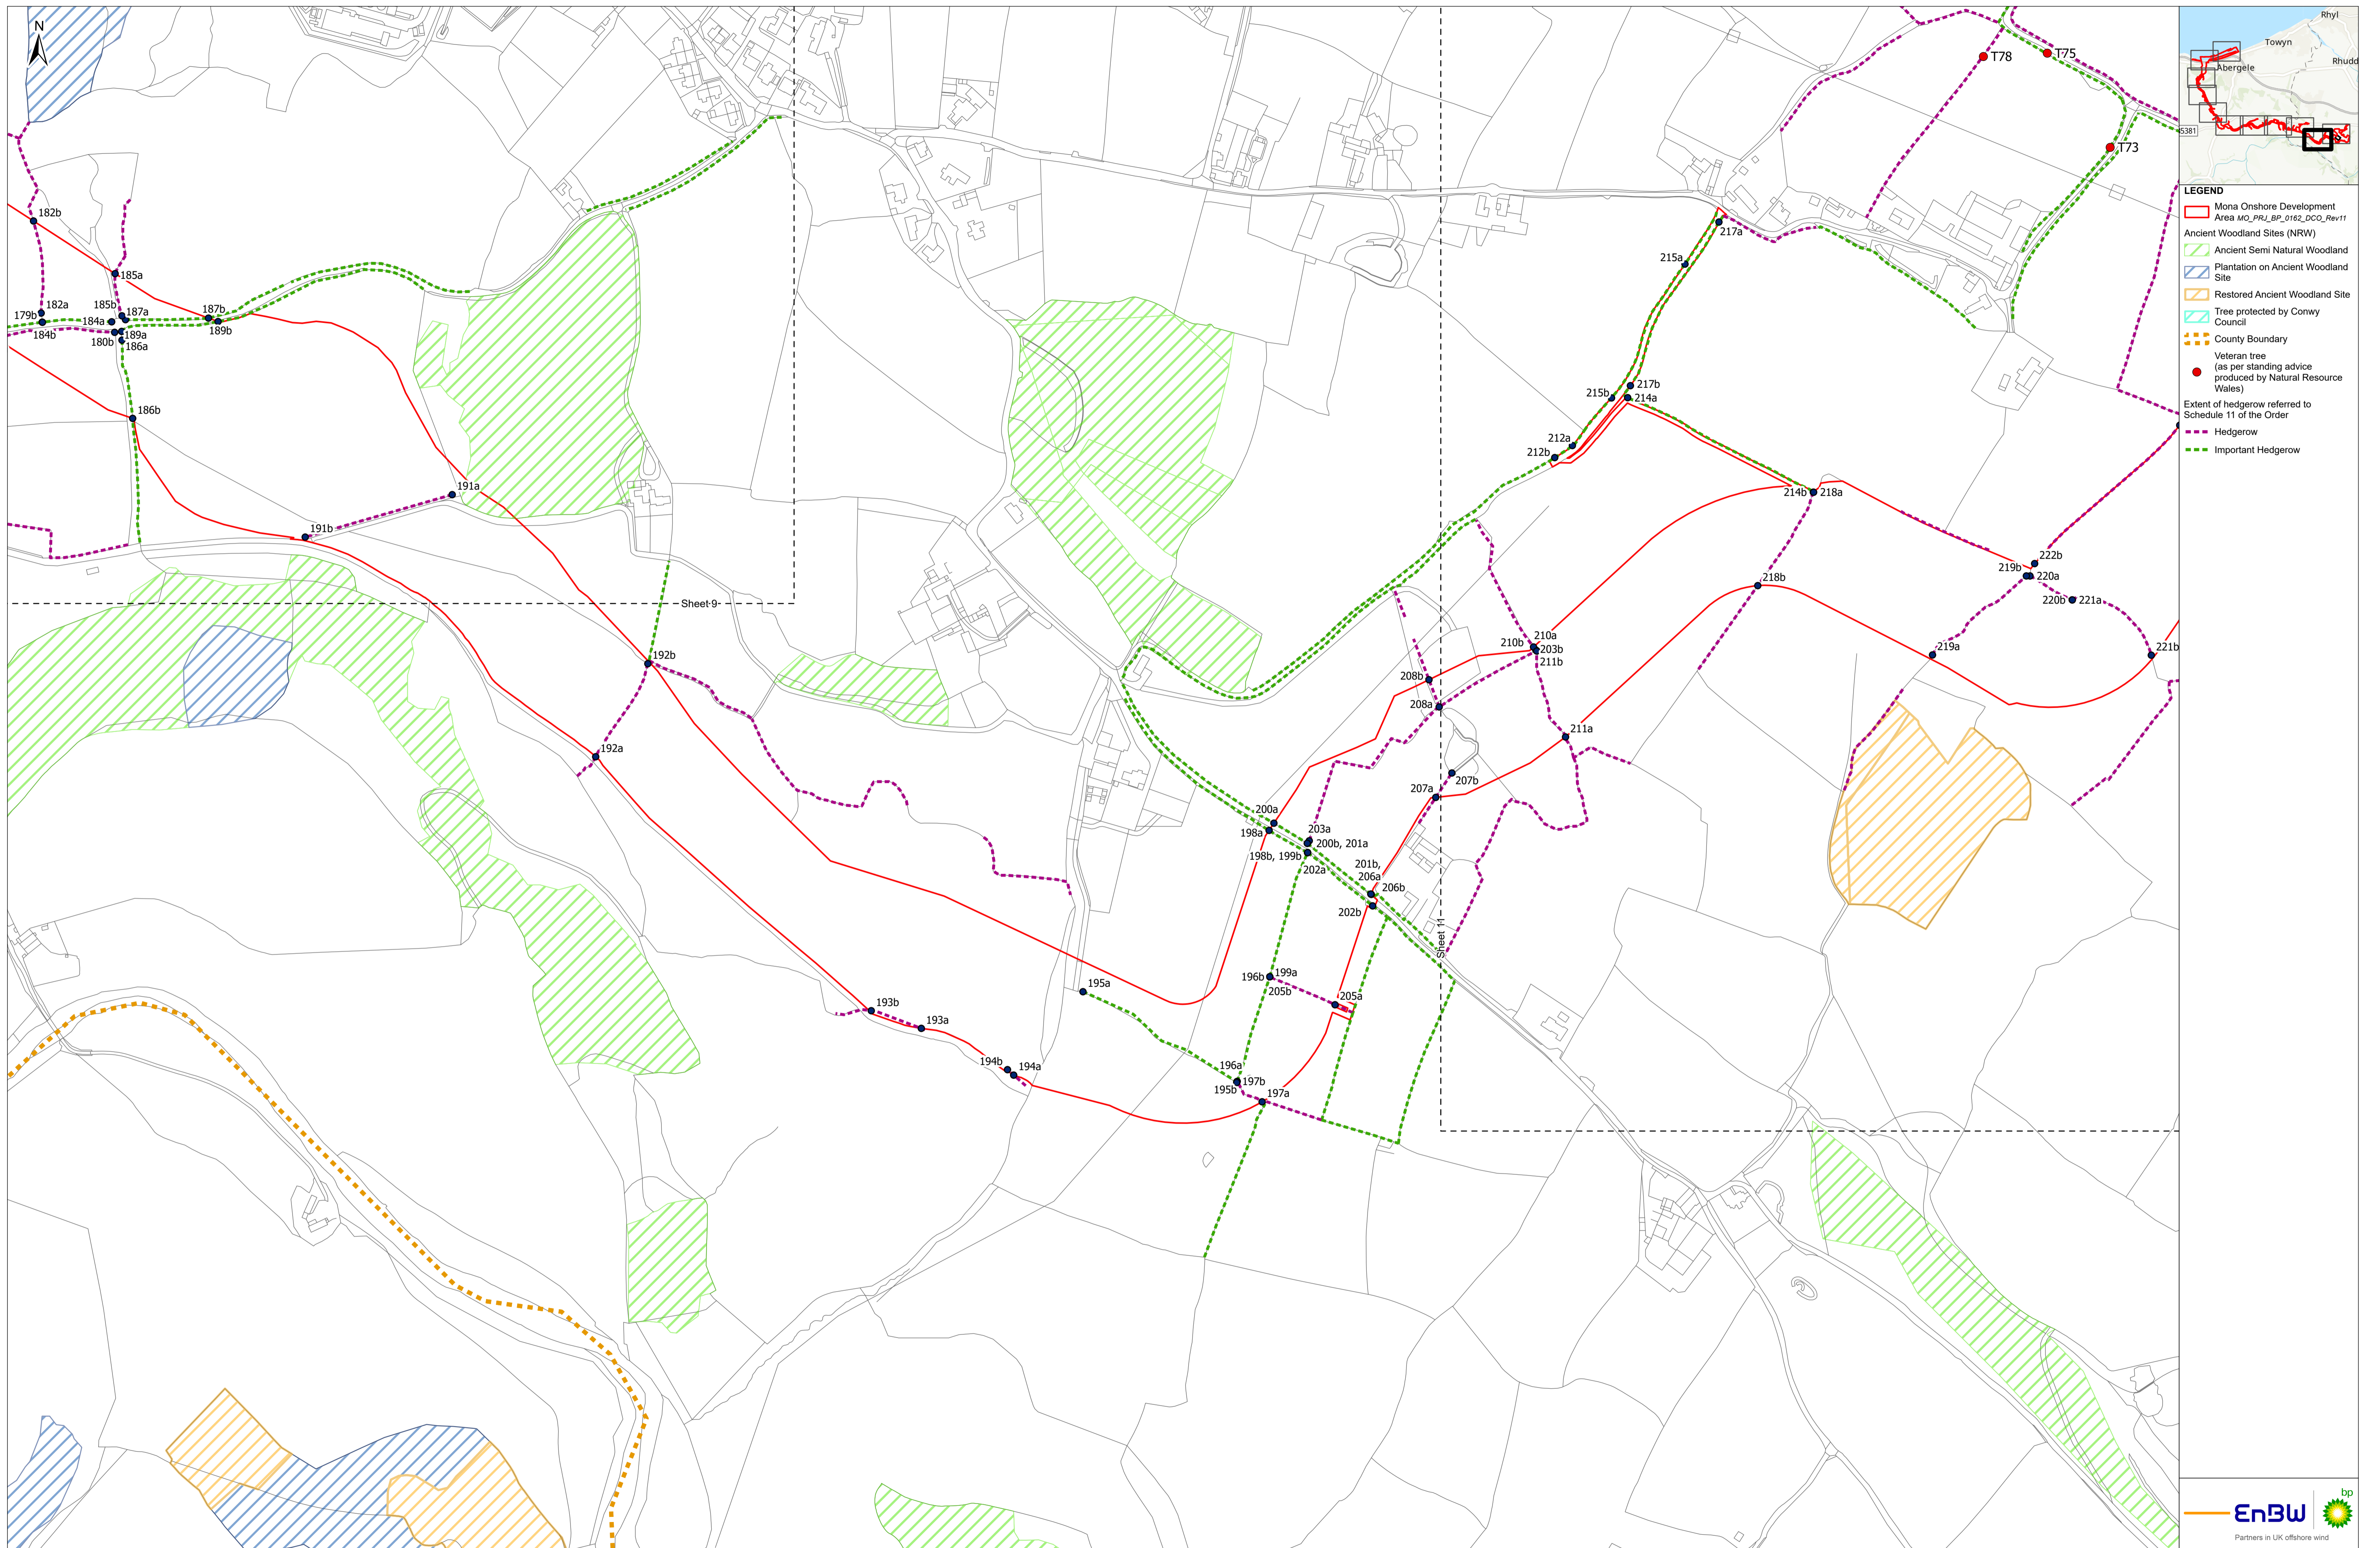 N
Rhyl
Towyn
Rhudd
Abergele
5381
LEGEND
Mona Onshore Development
Area MO_PRJ_BP_0162_DCO_Rev11
Ancient Woodland Sites (NRW)
Ancient Semi Natural Woodland
Plantation on Ancient Woodland
Site
Restored Ancient Woodland Site
Tree protected by Conwy
Council
County Boundary
Veteran tree
(as per standing advice
produced by Natural Resource
Wales)
Extent of hedgerow referred to
Schedule 11 of the Order
Hedgerow
Important Hedgerow
T78
T75
T73
182b
185a
182a
179b
185b
187a
184a
184b
180b
189a
186a
187b
189b
186b
191a
191b
Sheet 9
192b
192a
193b
193a
194b
194a
195a
196a
197b
195b
197a
196b
199a
205b
205a
200a
198a
203a
200b, 201a
198b, 199b
202a
201b,
206a
206b
202b
Sheet 11
207a
207b
208b
208a
210a
210b
203b
211b
211a
212a
212b
215b
217b
214a
215a
217a
214b
218a
218b
219a
219b
220a
222b
220b
221a
221b
EnBW
bp
Partners in UK offshore wind